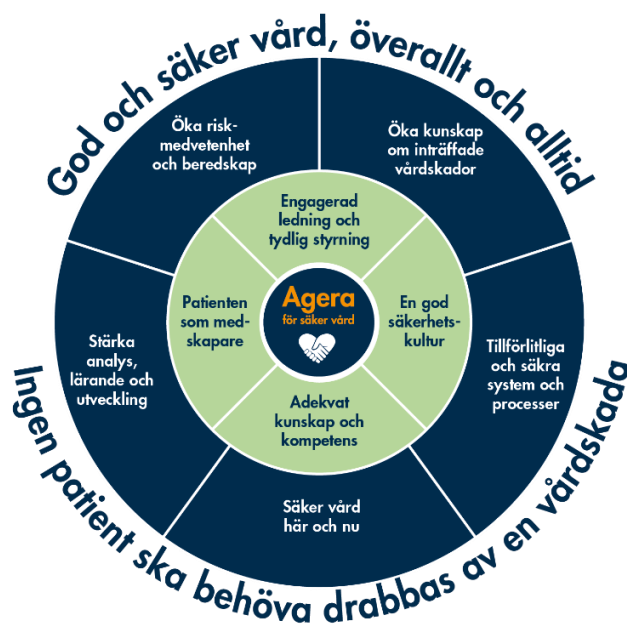 God och säker vård, överallt och alltid
Öka risk-
medvetenhet
och beredskap
Öka kunskap
om inträffade
vårdskador
Engagerad
ledning och
tydlig styrning
Patienten
som med-
skapare
Agera
för säker vård
En god
säkerhets-
kultur
Stärka
analys,
lärande och
utveckling
Tillförlitliga
och säkra
system och
processer
Adekvat
kunskap och
kompetens
Säker vård
här och nu
Ingen patient ska behöva drabbas av en vårdskada